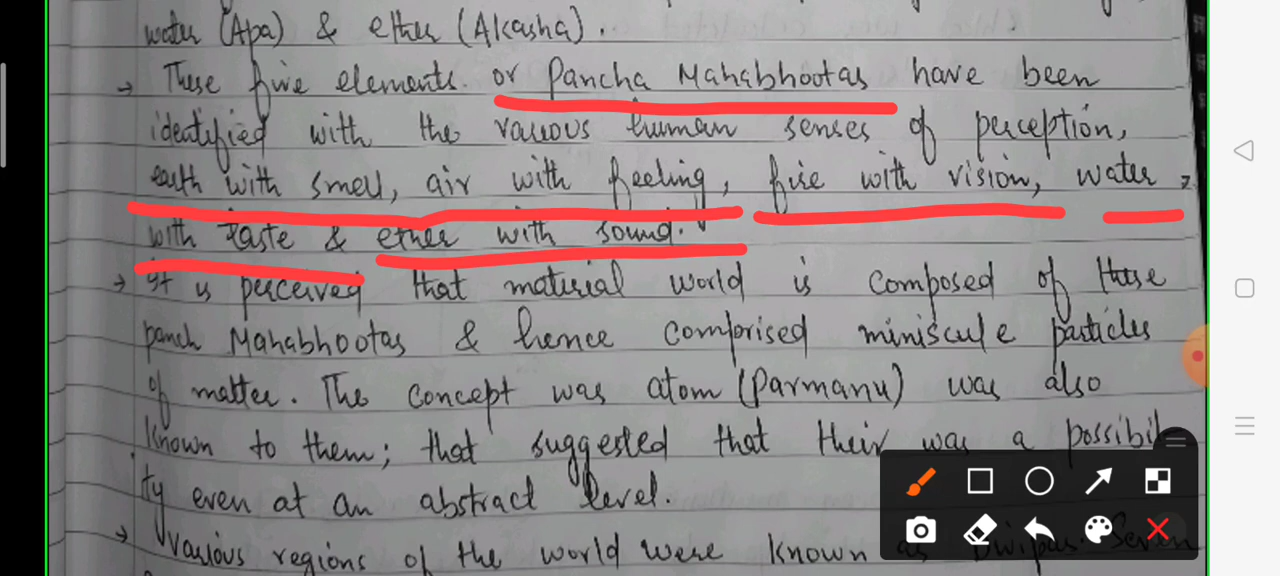 water (Apa) & ether (Akasha).
→ These five elements. or Pancha Mahabhootas have been
identified with the various human senses of perception,
earth with smell, air with feeling, fire with vision, water
with taste & ether with sound.
→ It is perceived that material world is composed of these
panch Mahabhootas & hence comprised miniscule particles
of matter. The concept was atom (Parmanu) was also
known to them; that suggested that their was a possibil
ity even at an abstract level.
→ Various regions of the world were known as Dwipas. Seven